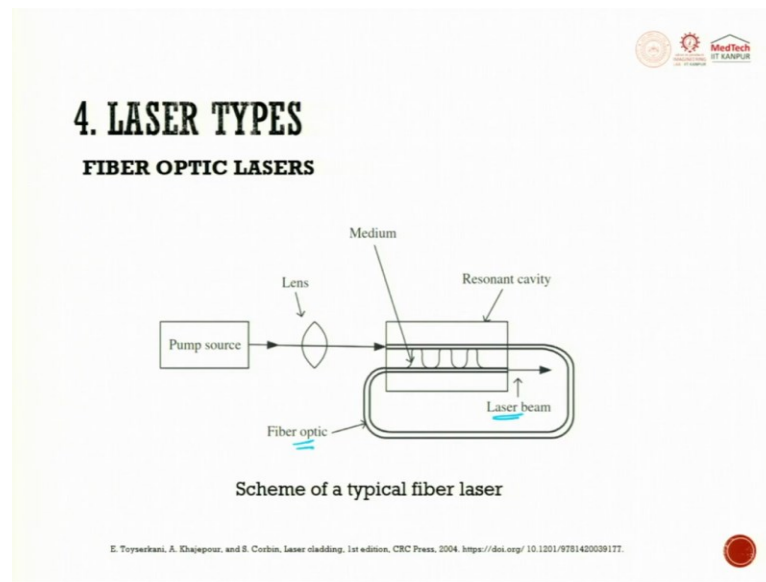 MedTech
IIT KANPUR
4. LASER TYPES
FIBER OPTIC LASERS
Medium
Lens
Resonant cavity
Pump source
Laser beam
Fiber optic
Scheme of a typical fiber laser
E. Toyserkani, A. Khajepour, and S. Corbin, Laser cladding, 1st edition, CRC Press, 2004. https://doi.org/ 10.1201/9781420039177.